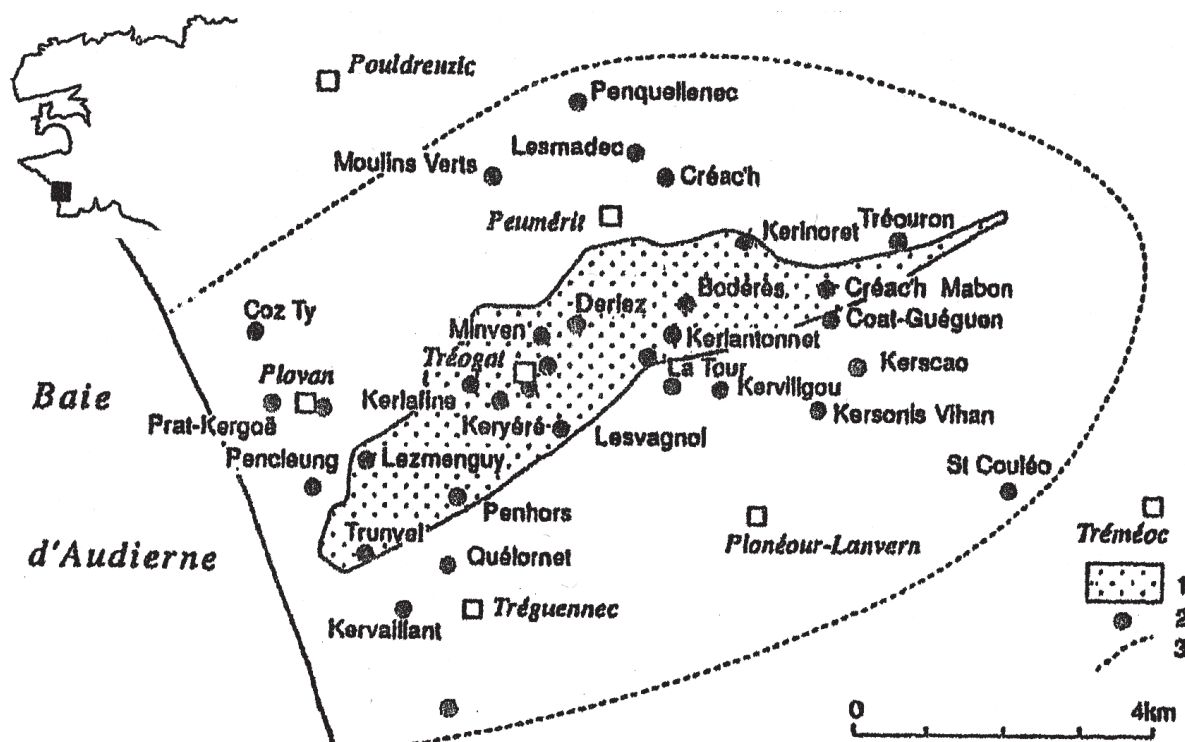 Pouldreuzic
Penquellenec
Lesmadec
Moulins Verts
Créac'h
Peumérit
Kerinoret
Tréouron
Coz Ty
Bodérès
Créac'h Mabon
Derlez
Minven
Coat-Guéguen
Kerlantonnet
Tréogat
Kerscao
Plovan
La Tour
Baie
Kerlaline
Kervilgou
Prat-Kergoë
Keryéré
Lesvagnol
Kersonis Vihan
Pencleung
Lezmenguy
St Couléo
Penhors
Trunvel
Plonéour-Lanvern
Tréméoc
d'Audierne
Quélornet
1
Tréguennec
2
Kervaillant
3
0
4km